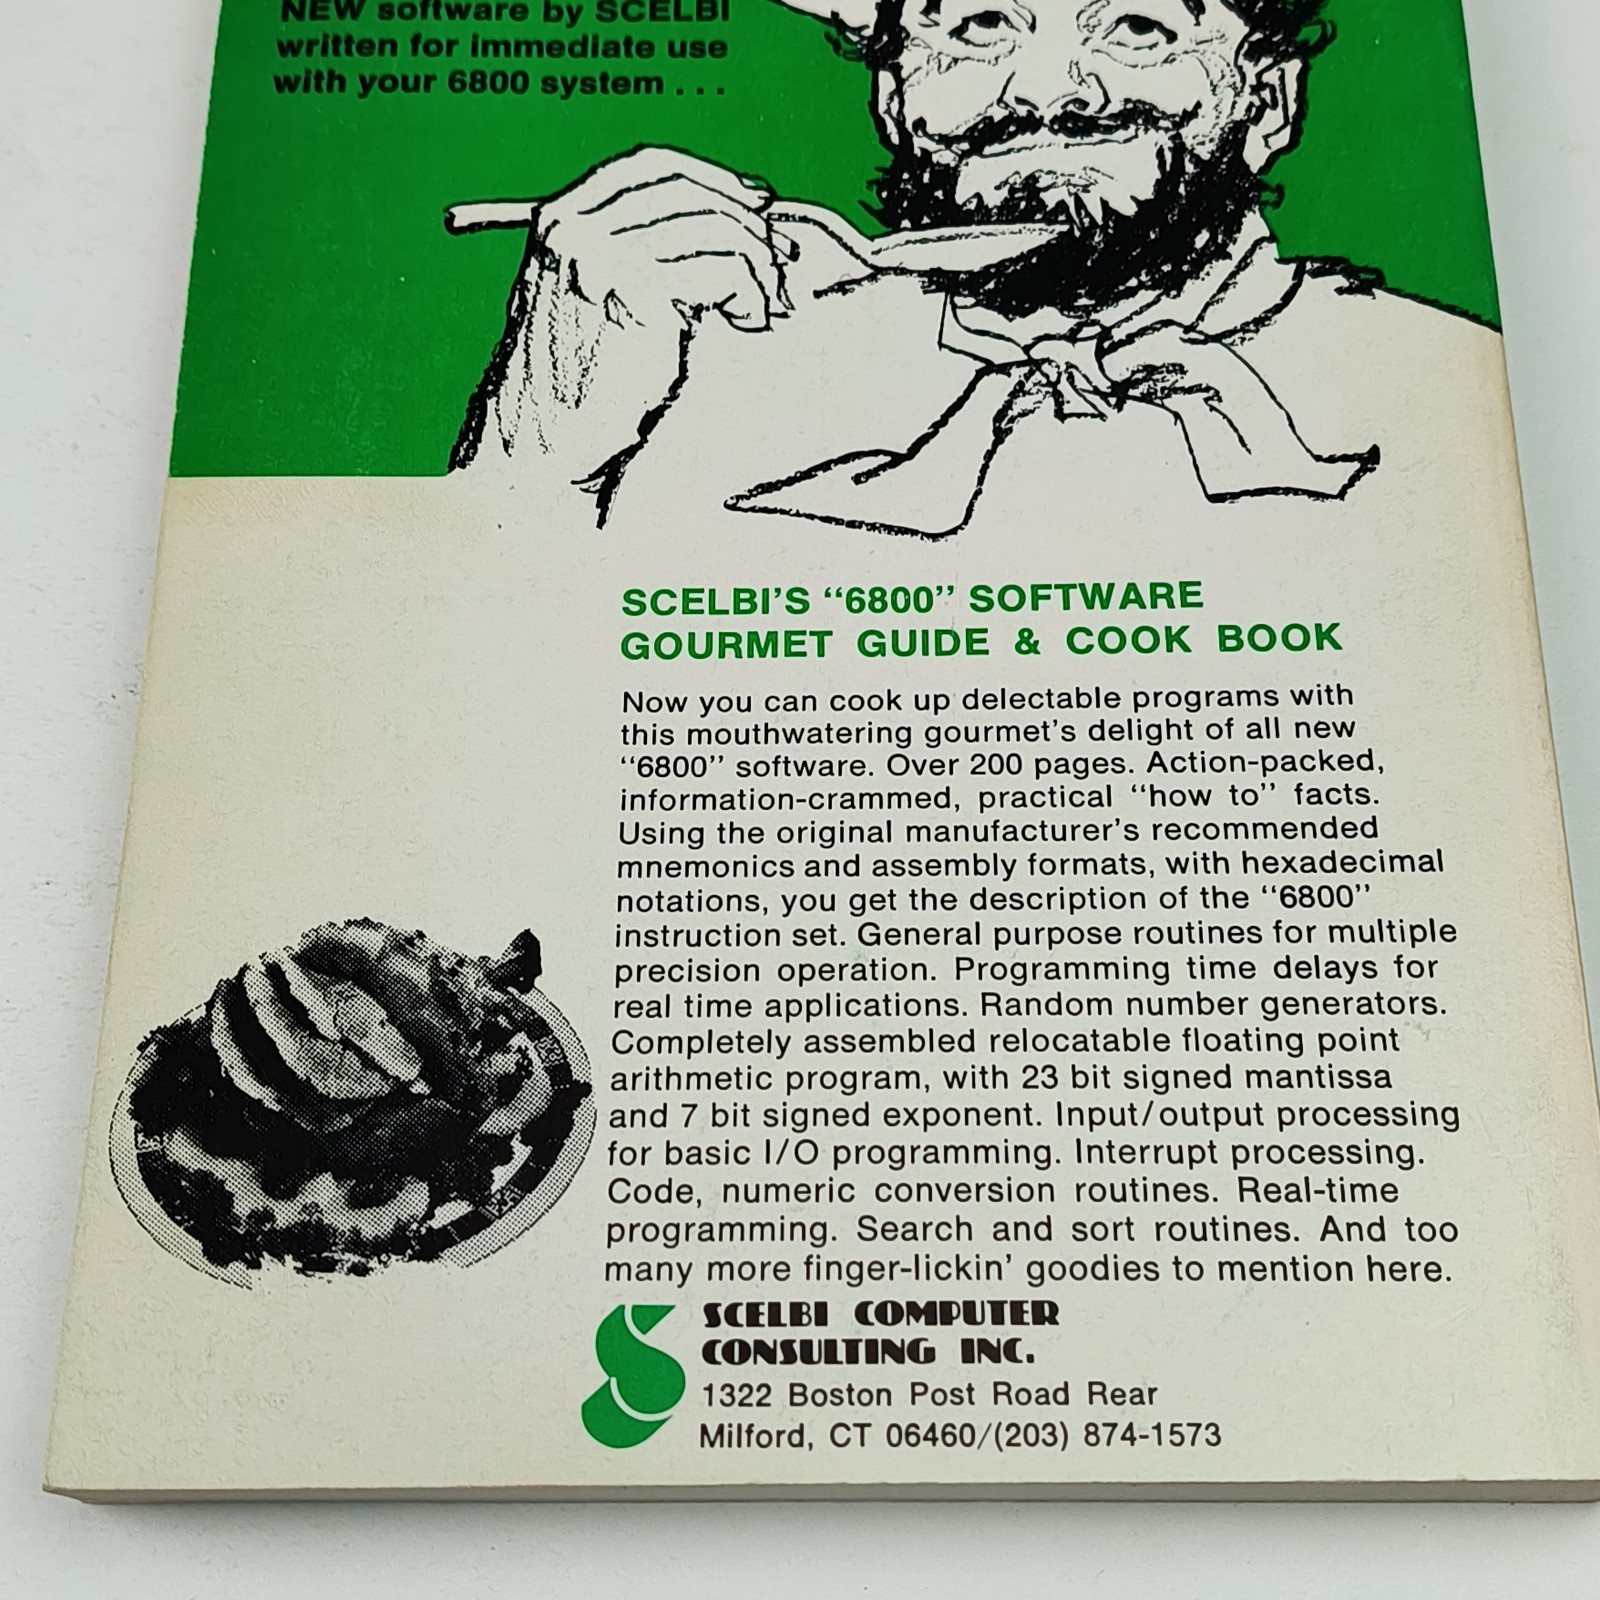 NEW software by SCELBI
written for immediate use
with your 6800 system . . .
SCELBI'S “6800” SOFTWARE
GOURMET GUIDE & COOK BOOK
Now you can cook up delectable programs with
this mouthwatering gourmet's delight of all new
“6800” software. Over 200 pages. Action-packed,
information-crammed, practical “how to” facts.
Using the original manufacturer's recommended
mnemonics and assembly formats, with hexadecimal
notations, you get the description of the “6800”
instruction set. General purpose routines for multiple
precision operation. Programming time delays for
real time applications. Random number generators.
Completely assembled relocatable floating point
arithmetic program, with 23 bit signed mantissa
and 7 bit signed exponent. Input/output processing
for basic I/O programming. Interrupt processing.
Code, numeric conversion routines. Real-time
programming. Search and sort routines. And too
many more finger-lickin' goodies to mention here.
SCELBI COMPUTER
CONSULTING INC.
1322 Boston Post Road Rear
Milford, CT 06460/(203) 874-1573